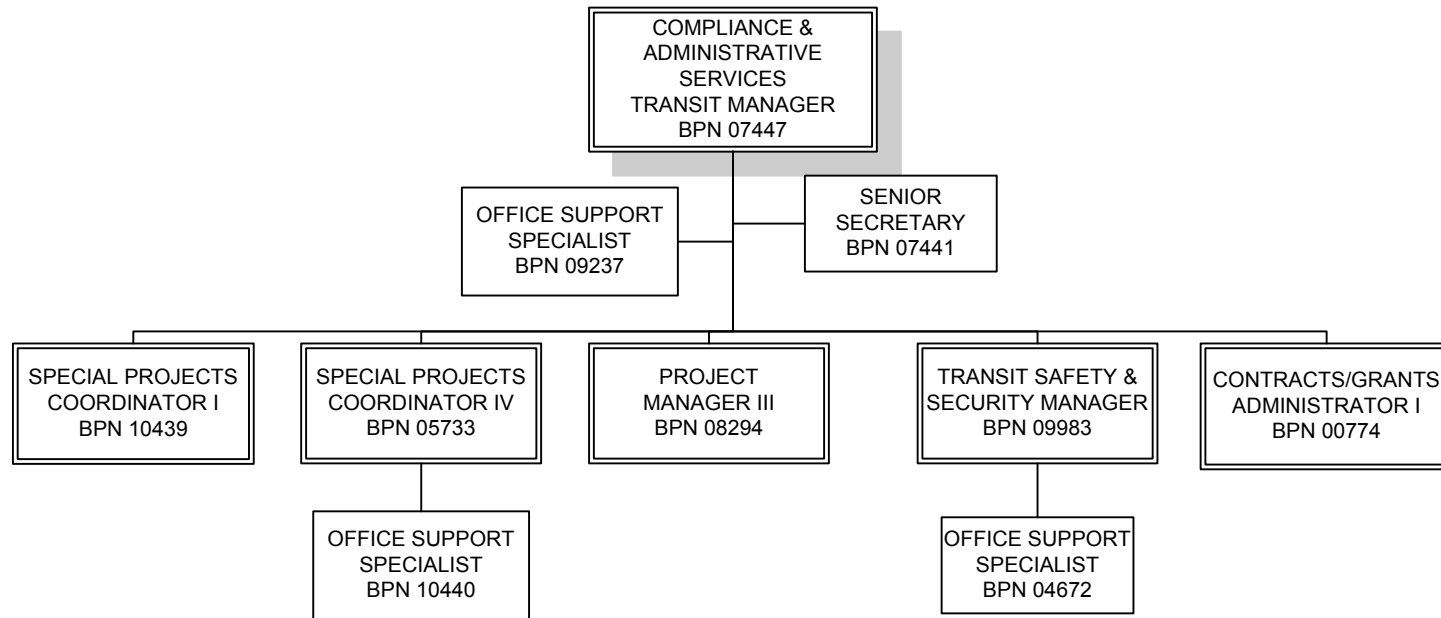 COMPLIANCE &
ADMINISTRATIVE
SERVICES
TRANSIT MANAGER
BPN 07447
OFFICE SUPPORT
SPECIALIST
BPN 09237
SENIOR
SECRETARY
BPN 07441
SPECIAL PROJECTS
COORDINATOR I
BPN 10439
SPECIAL PROJECTS
COORDINATOR IV
BPN 05733
PROJECT
MANAGER III
BPN 08294
TRANSIT SAFETY &
SECURITY MANAGER
BPN 09983
CONTRACTS/GRANTS
ADMINISTRATOR I
BPN 00774
OFFICE SUPPORT
SPECIALIST
BPN 10440
OFFICE SUPPORT
SPECIALIST
BPN 04672